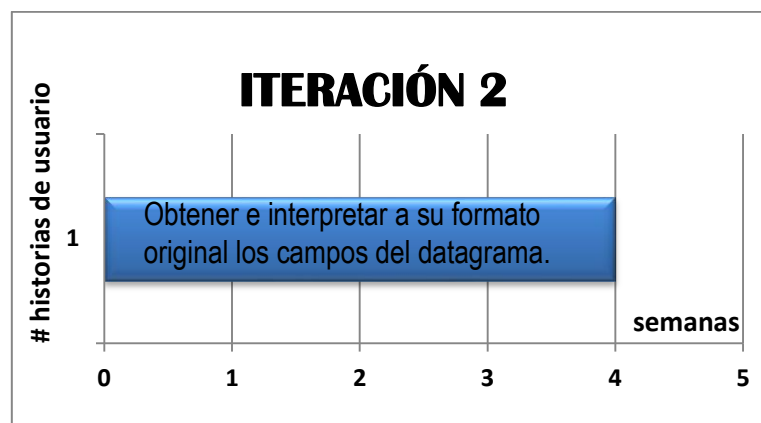 ITERACIÓN 2
# historias de usuario
1
Obtener e interpretar a su formato
original los campos del datagrama.
semanas
0 1 2 3 4 5